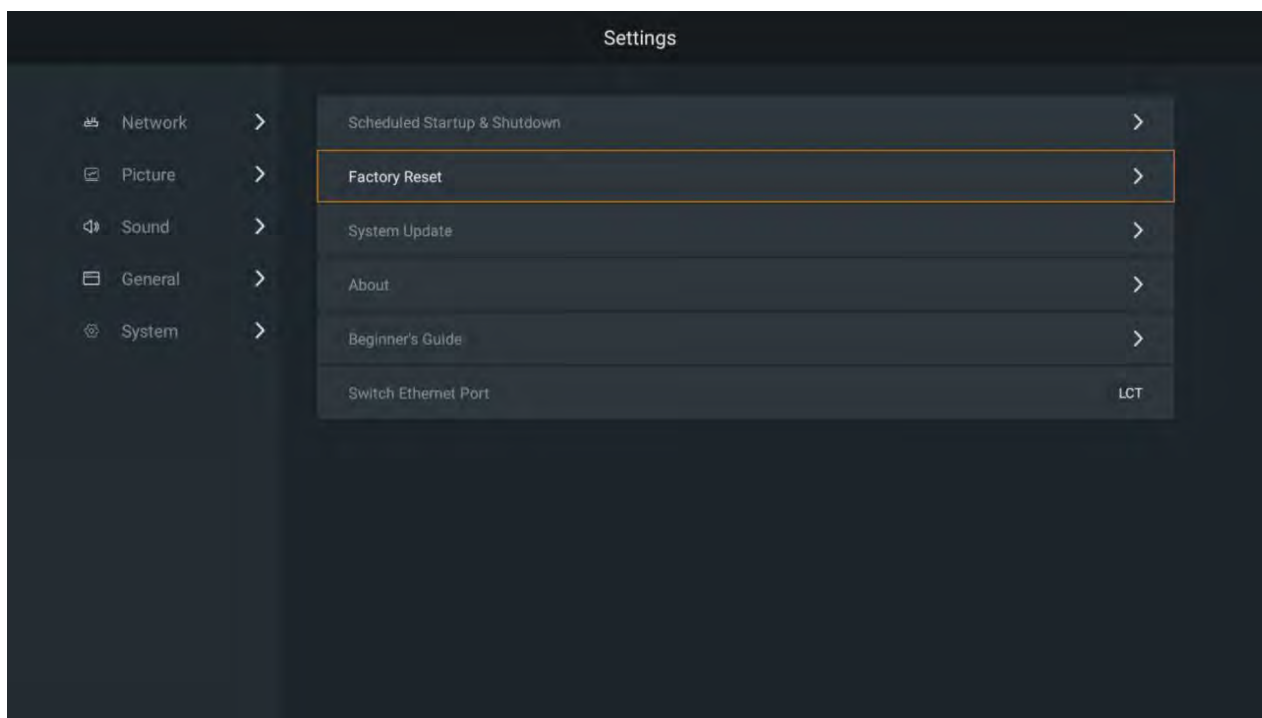 Settings
Network
Picture
Sound
General
System
Scheduled Startup & Shutdown
Factory Reset
System Update
About
Beginner's Guide
Switch Ethernet Port LCT